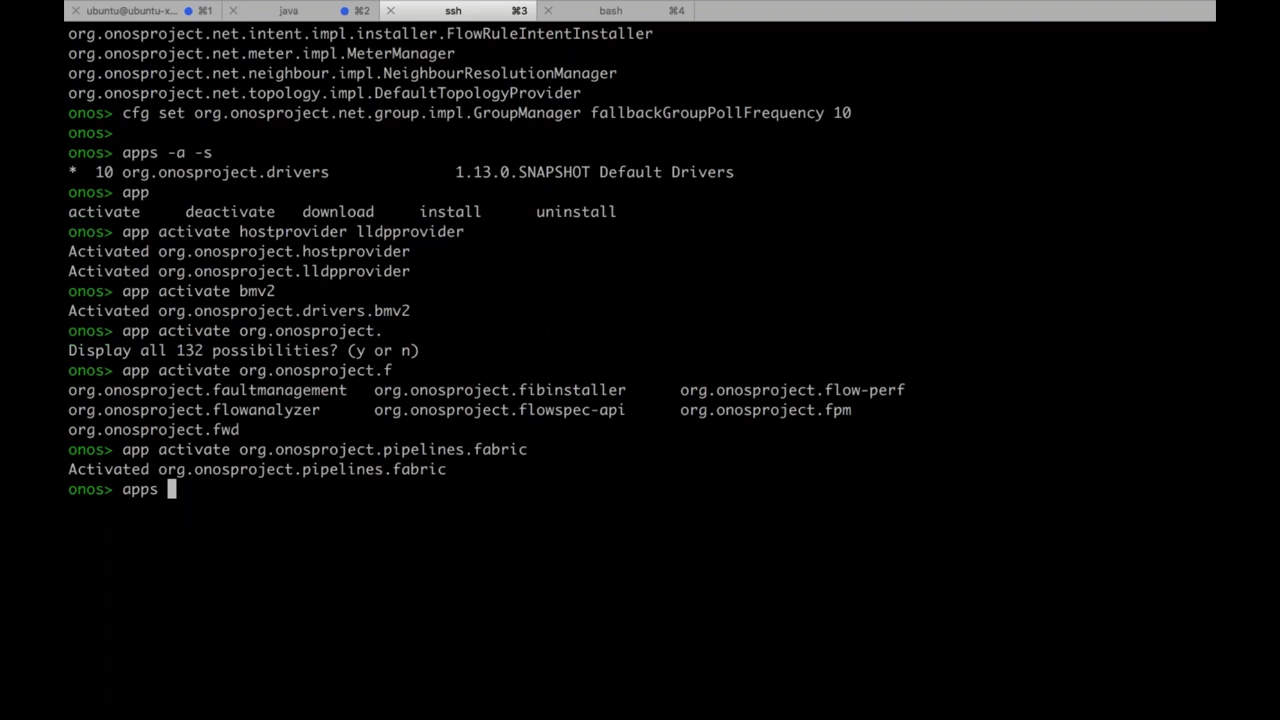 ubuntu@ubuntu-x... ⌘1 java ⌘2 ssh ⌘3 bash ⌘4
org.onosproject.net.intent.impl.installer.FlowRuleIntentInstaller
org.onosproject.net.meter.impl.MeterManager
org.onosproject.net.neighbour.impl.NeighbourResolutionManager
org.onosproject.net.topology.impl.DefaultTopologyProvider
onos> cfg set org.onosproject.net.group.impl.GroupManager fallbackGroupPollFrequency 10
onos>
onos> apps -a -s
*  10 org.onosproject.drivers              1.13.0.SNAPSHOT Default Drivers
onos> app
activate     deactivate   download     install      uninstall
onos> app activate hostprovider lldpprovider
Activated org.onosproject.hostprovider
Activated org.onosproject.lldpprovider
onos> app activate bmv2
Activated org.onosproject.drivers.bmv2
onos> app activate org.onosproject.
Display all 132 possibilities? (y or n)
onos> app activate org.onosproject.f
org.onosproject.faultmanagement   org.onosproject.fibinstaller      org.onosproject.flow-perf
org.onosproject.flowanalyzer      org.onosproject.flowspec-api      org.onosproject.fpm
org.onosproject.fwd
onos> app activate org.onosproject.pipelines.fabric
Activated org.onosproject.pipelines.fabric
onos> apps